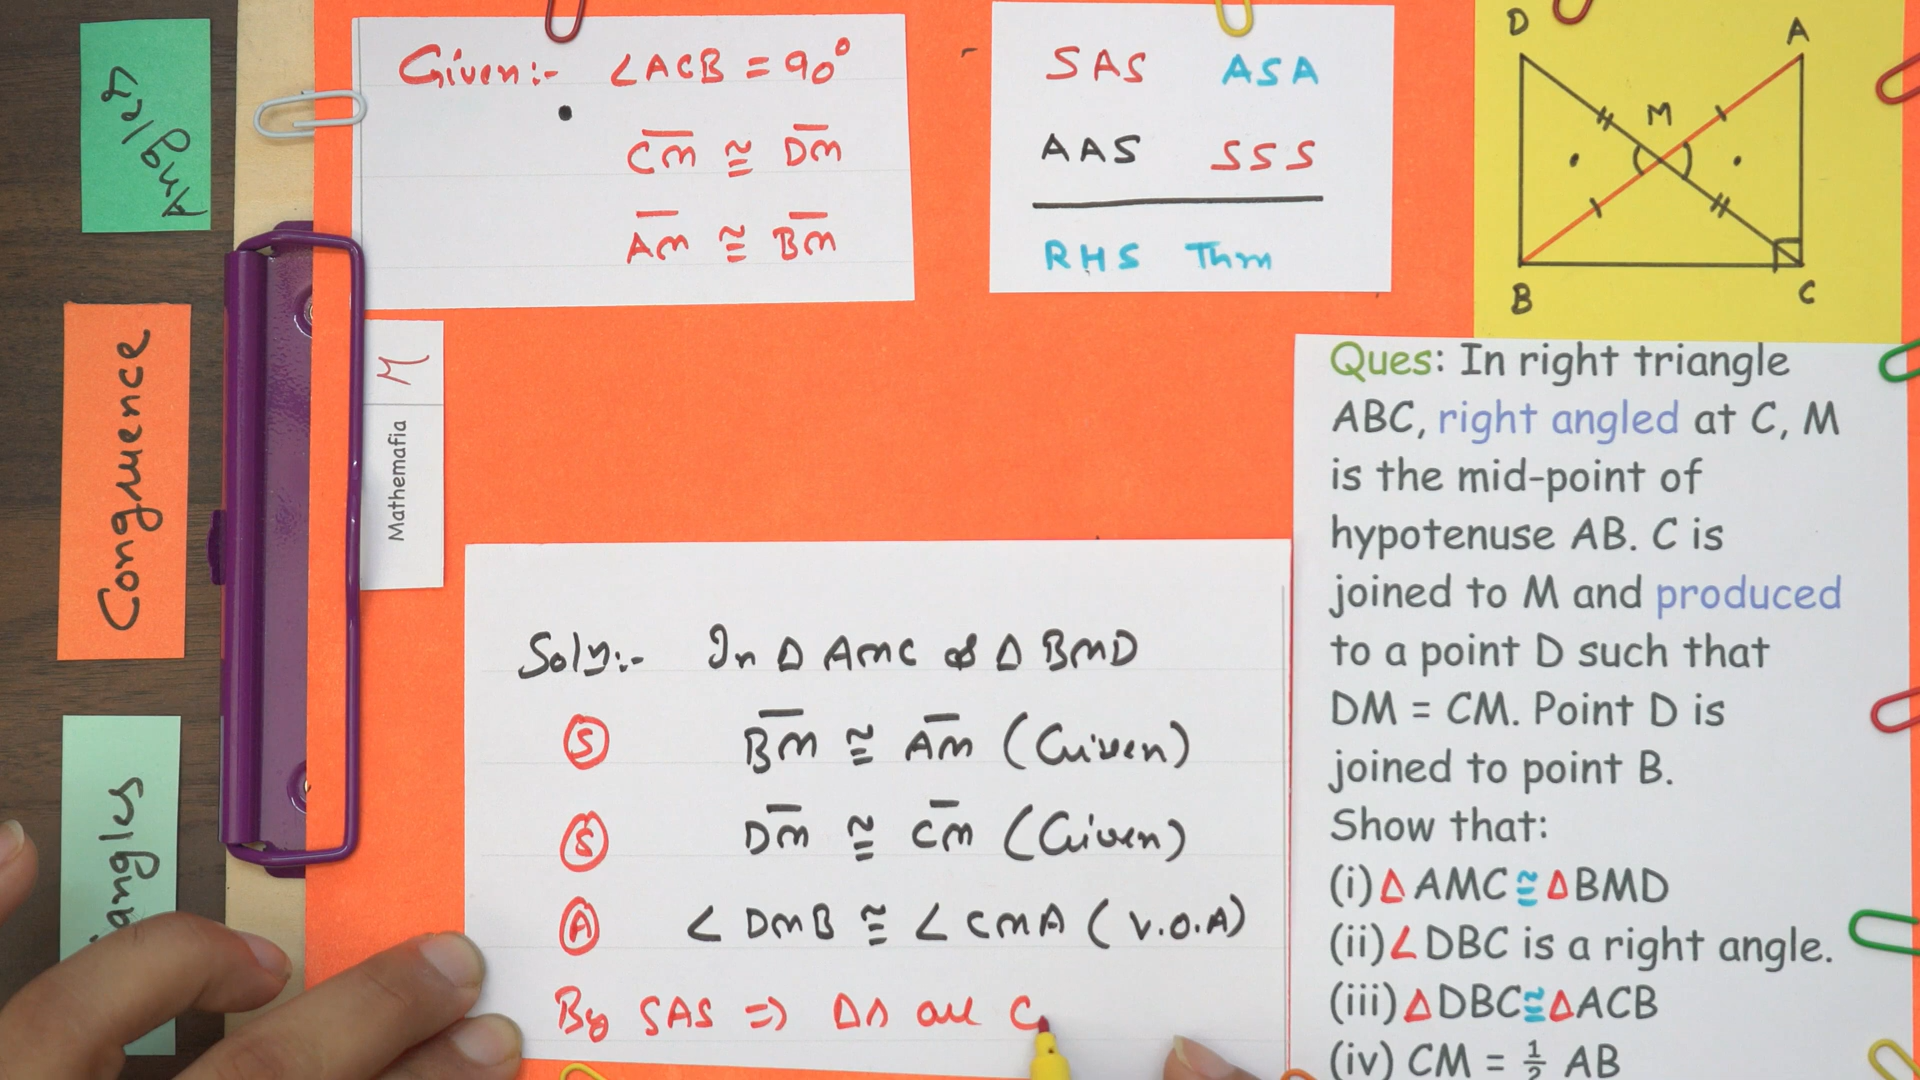 Angles
Congruence
angles
M
Mathemafia
Given:- ∠ACB = 90°
CM ≅ DM
AM ≅ BM
SAS ASA
AAS SSS
RHS Thm
D A
M
B C
Ques: In right triangle
ABC, right angled at C, M
is the mid-point of
hypotenuse AB. C is
joined to M and produced
to a point D such that
DM = CM. Point D is
joined to point B.
Show that:
(i) Δ AMC ≅ Δ BMD
(ii) ∠ DBC is a right angle.
(iii) Δ DBC ≅ Δ ACB
(iv) CM = 1/2 AB
Soln:- In Δ AMC & Δ BMD
S BM ≅ AM (Given)
S DM ≅ CM (Given)
A ∠ DMB ≅ ∠ CMA (V.O.A)
By SAS => ΔΔ are C